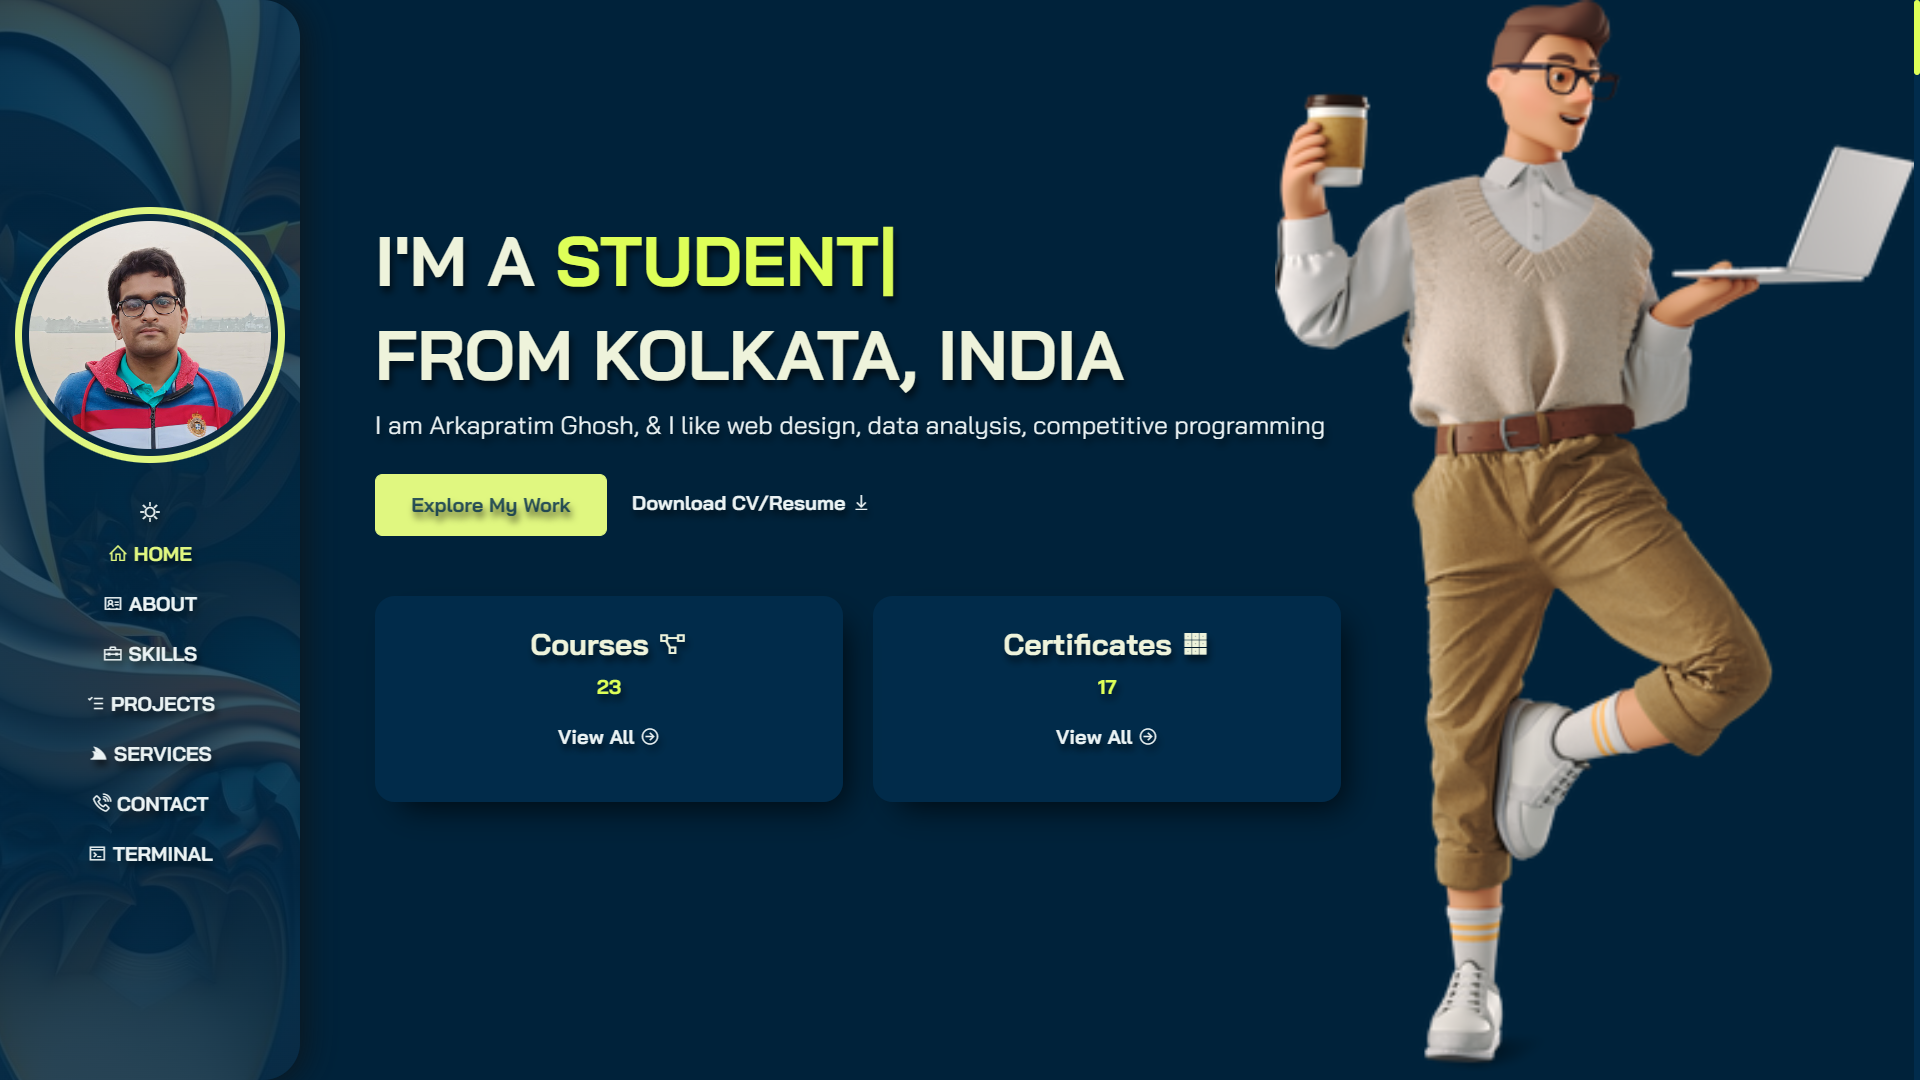 HOME
ABOUT
SKILLS
PROJECTS
SERVICES
CONTACT
TERMINAL
I'M A STUDENT|
FROM KOLKATA, INDIA
I am Arkapratim Ghosh, & I like web design, data analysis, competitive programming
Explore My Work
Download CV/Resume
Courses
23
View All
Certificates
17
View All